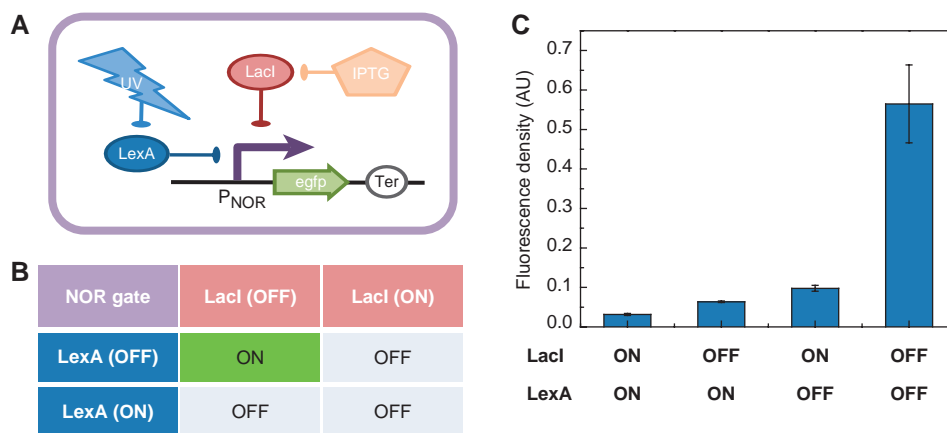 A
UV
LacI
IPTG
LexA
P_NOR
egfp
Ter
B
NOR gate LacI (OFF) LacI (ON)
LexA (OFF) ON OFF
LexA (ON) OFF OFF
C
Fluorescence density (AU)
0.7
0.6
0.5
0.4
0.3
0.2
0.1
0.0
LacI ON OFF ON OFF
LexA ON ON OFF OFF